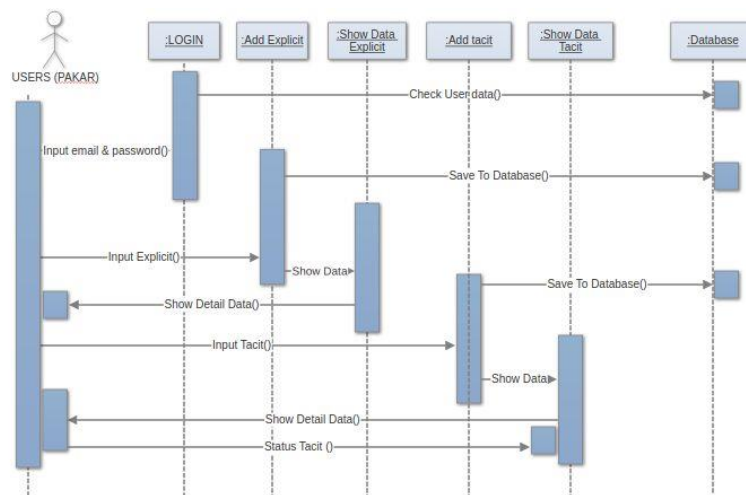 USERS (PAKAR)
:LOGIN
:Add Explicit
:Show Data
Explicit
:Add tacit
:Show Data
Tacit
:Database
Check User data()
Input email & password()
Save To Database()
Input Explicit()
Show Data
Save To Database()
Show Detail Data()
Input Tacit()
Show Data
Show Detail Data()
Status Tacit ()